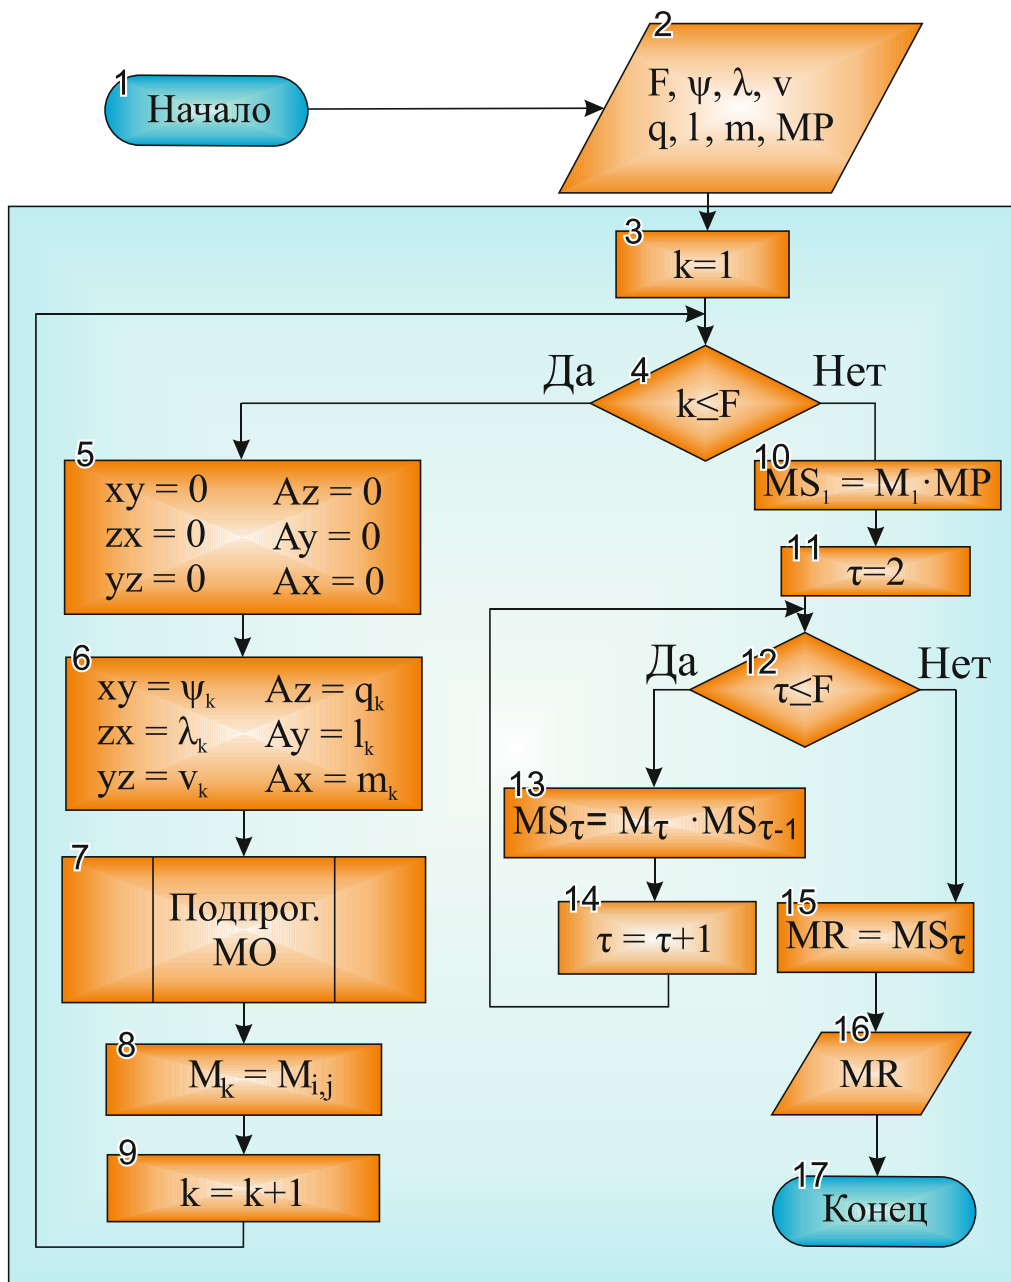 1
Начало
2
F, ψ, λ, ν
q, l, m, MP
3
k=1
4
Да
Нет
k≤F
5
xy = 0 Az = 0
zx = 0 Ay = 0
yz = 0 Ax = 0
10
MS₁ = M₁·MP
11
τ=2
6
xy = ψₖ Az = qₖ
zx = λₖ Ay = lₖ
yz = νₖ Ax = mₖ
12
Да
Нет
τ≤F
13
MSτ= Mτ ·MSτ-1
7
Подпрог.
МО
14
τ = τ+1
15
MR = MSτ
8
Mₖ = Mi,j
16
MR
9
k = k+1
17
Конец